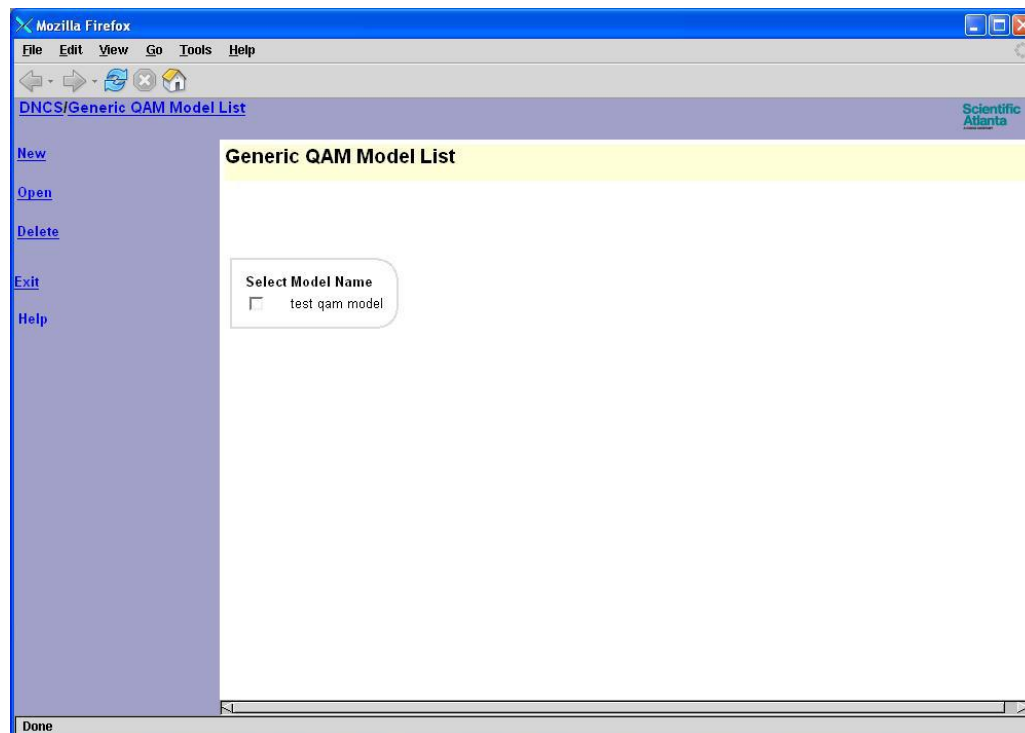 Mozilla Firefox
File Edit View Go Tools Help
DNCS/Generic QAM Model List
Scientific
Atlanta
New
Generic QAM Model List
Open
Delete
Exit
Select Model Name
test qam model
Help
Done